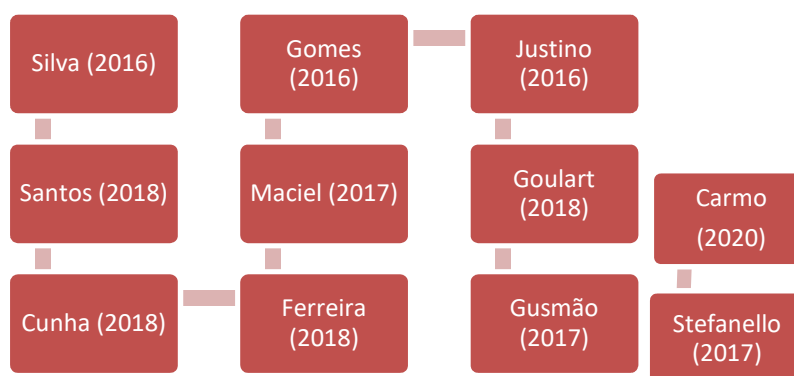 Silva (2016)
Santos (2018)
Cunha (2018)
Ferreira
(2018)
Maciel (2017)
Gomes
(2016)
Justino
(2016)
Goulart
(2018)
Gusmão
(2017)
Carmo
(2020)
Stefanello
(2017)